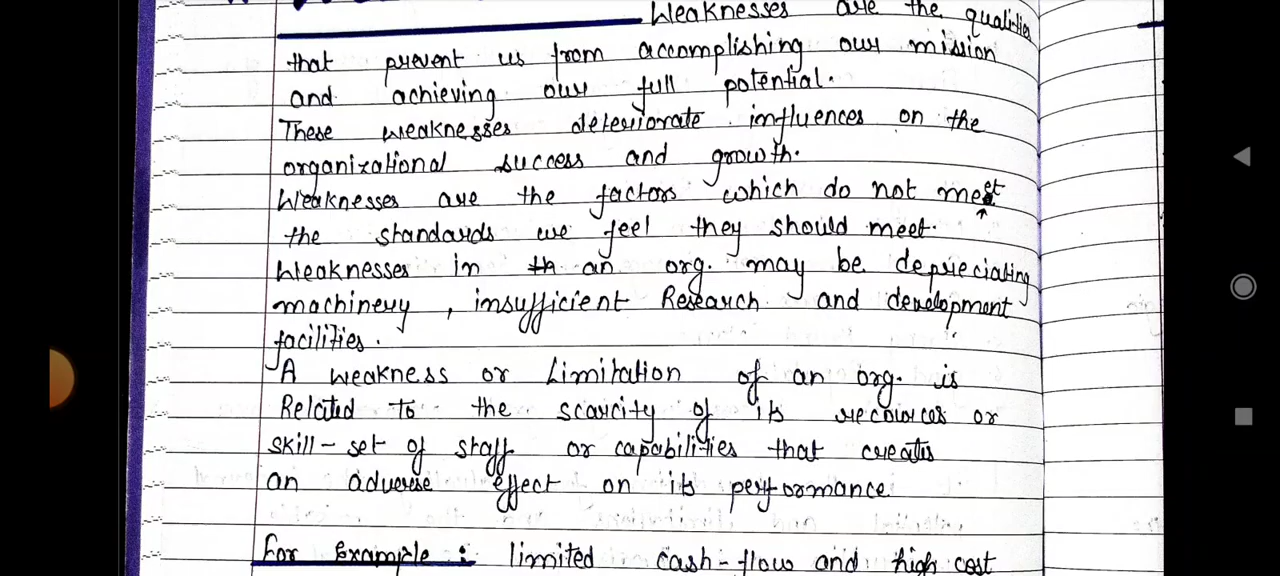 Weaknesses are the qualities
that prevent us from accomplishing our mission
and achieving our full potential.
These weaknesses deteriorate influences on the
organizational success and growth.
Weaknesses are the factors which do not meet
the standards we feel they should meet.
Weaknesses in an org. may be depreciating
machinery, insufficient Research and development
facilities.
A weakness or Limitation of an org. is
Related to the scarcity of its recources or
skill-set of staff or capabilities that creates
an adverse effect on its performance
For Example : limited cash-flow and high cost